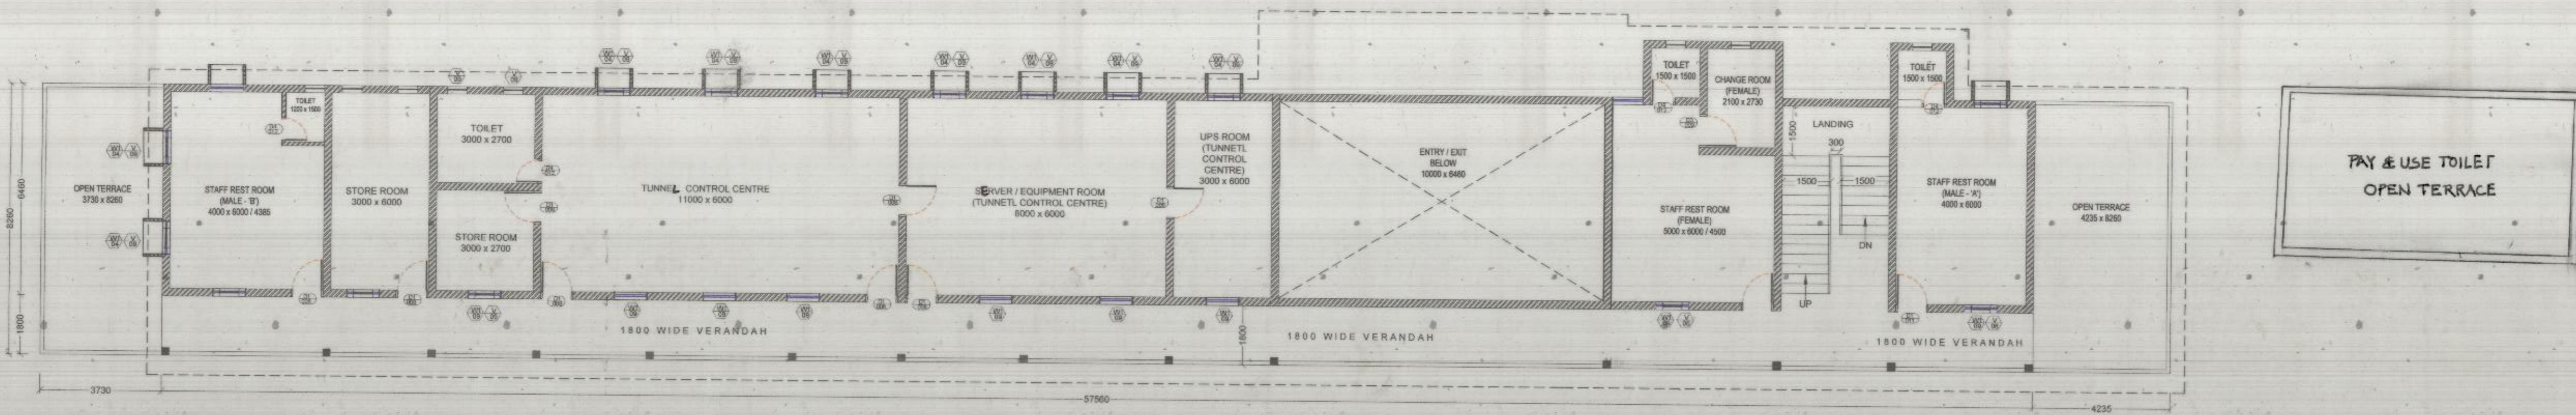 OPEN TERRACE
3730 x 8260
STAFF REST ROOM
(MALE - 'B')
4000 x 6000 / 4385
TOILET
1200 x 1500
STORE ROOM
3000 x 6000
TOILET
3000 x 2700
STORE ROOM
3000 x 2700
TUNNEL CONTROL CENTRE
11000 x 6000
SERVER / EQUIPMENT ROOM
(TUNNETL CONTROL CENTRE)
8000 x 6000
UPS ROOM
(TUNNETL
CONTROL
CENTRE)
3000 x 6000
ENTRY / EXIT
BELOW
10000 x 6460
TOILET
1500 x 1500
CHANGE ROOM
(FEMALE)
2100 x 2730
STAFF REST ROOM
(FEMALE)
5000 x 6000 / 4500
LANDING
1500
300
1500
1500
DN
UP
TOILET
1500 x 1500
STAFF REST ROOM
(MALE - 'A')
4000 x 6000
OPEN TERRACE
4235 x 8260
PAY & USE TOILET
OPEN TERRACE
8260
6460
1800
1800 WIDE VERANDAH
1800
1800 WIDE VERANDAH
1800 WIDE VERANDAH
3730
57560
4235